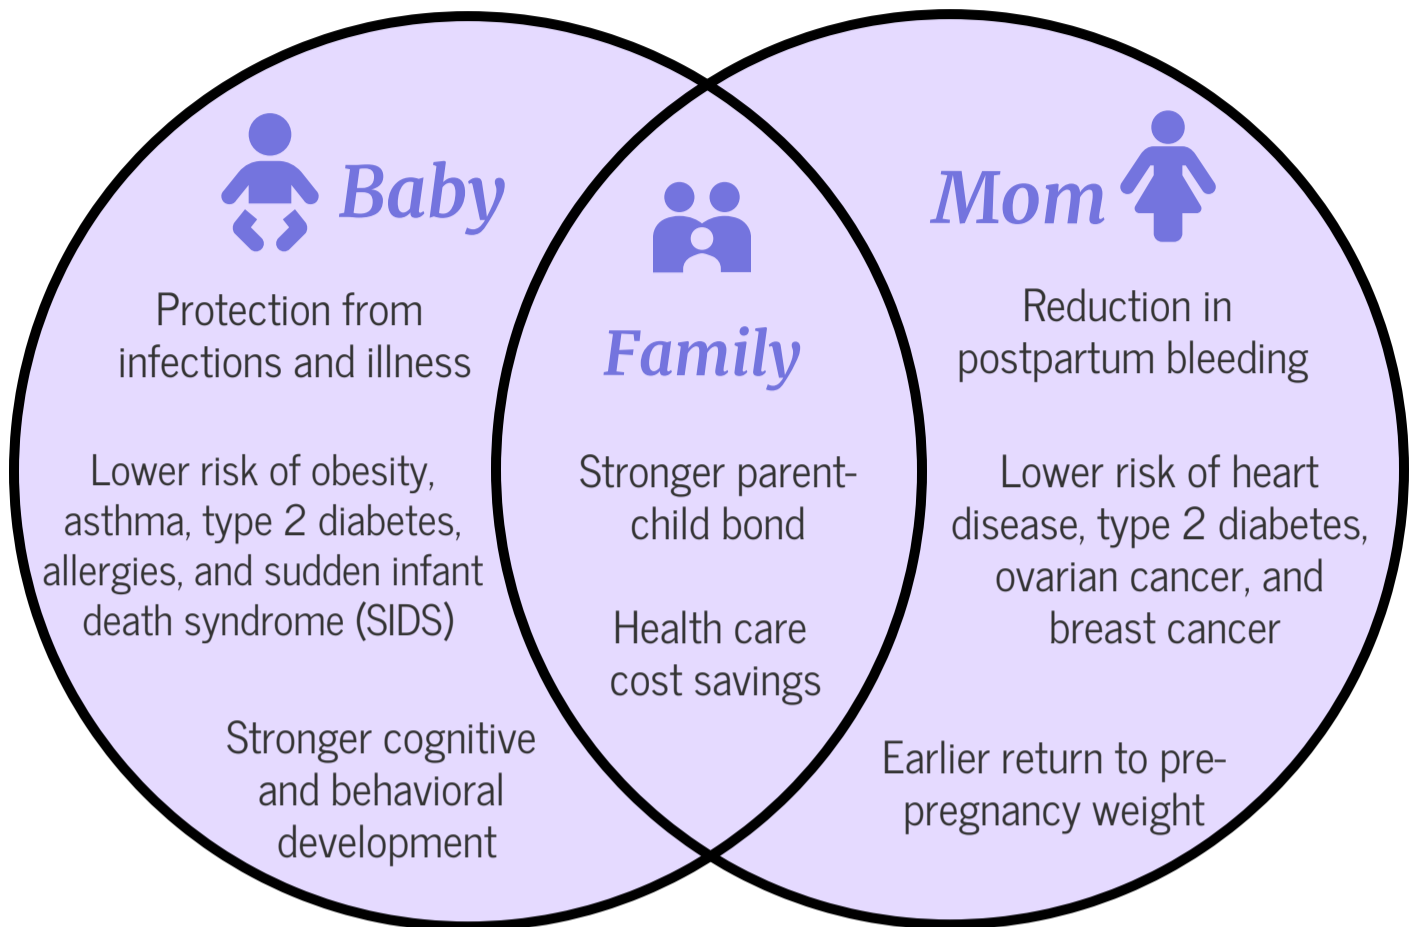 Baby
Protection from
infections and illness
Lower risk of obesity,
asthma, type 2 diabetes,
allergies, and sudden infant
death syndrome (SIDS)
Stronger cognitive
and behavioral
development
Family
Stronger parent-
child bond
Health care
cost savings
Mom
Reduction in
postpartum bleeding
Lower risk of heart
disease, type 2 diabetes,
ovarian cancer, and
breast cancer
Earlier return to pre-
pregnancy weight